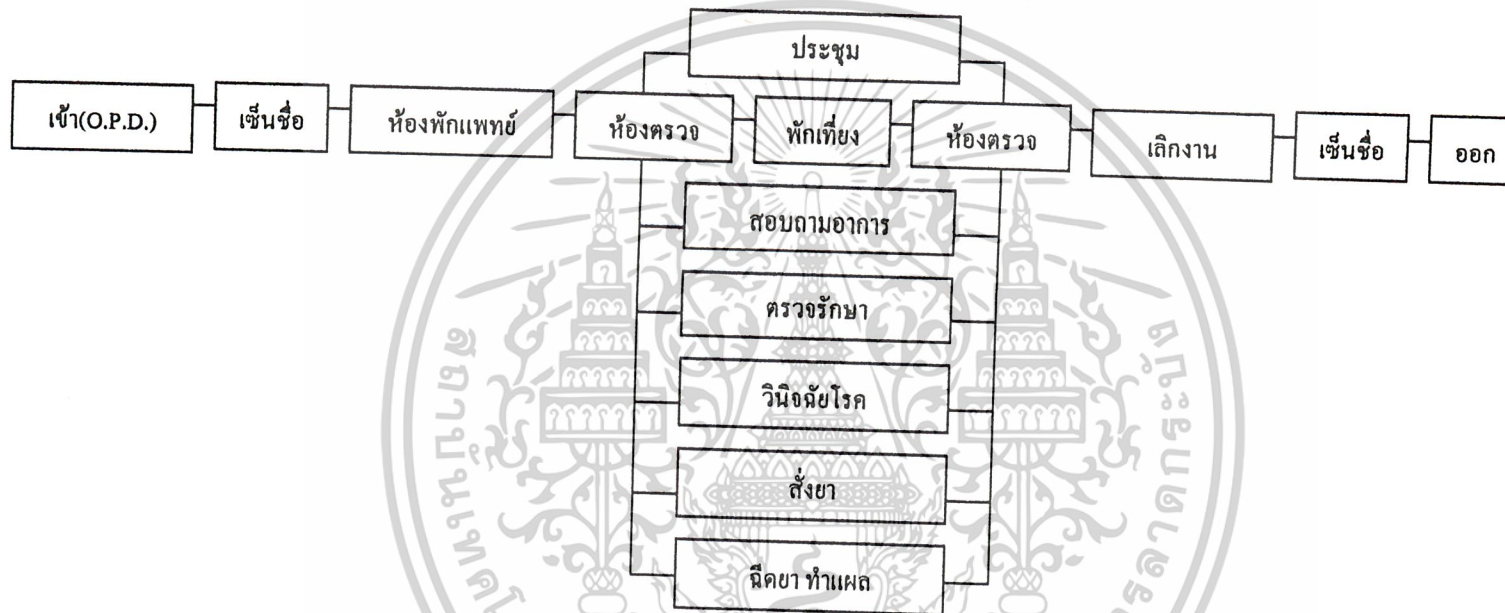 ประชุม
เข้า(O.P.D.) เซ็นชื่อ ห้องพักแพทย์ ห้องตรวจ พักเที่ยง ห้องตรวจ เลิกงาน เซ็นชื่อ ออก
สอบถามอาการ
ตรวจรักษา
วินิจฉัยโรค
สั่งยา
ฉีดยา ทำแผล